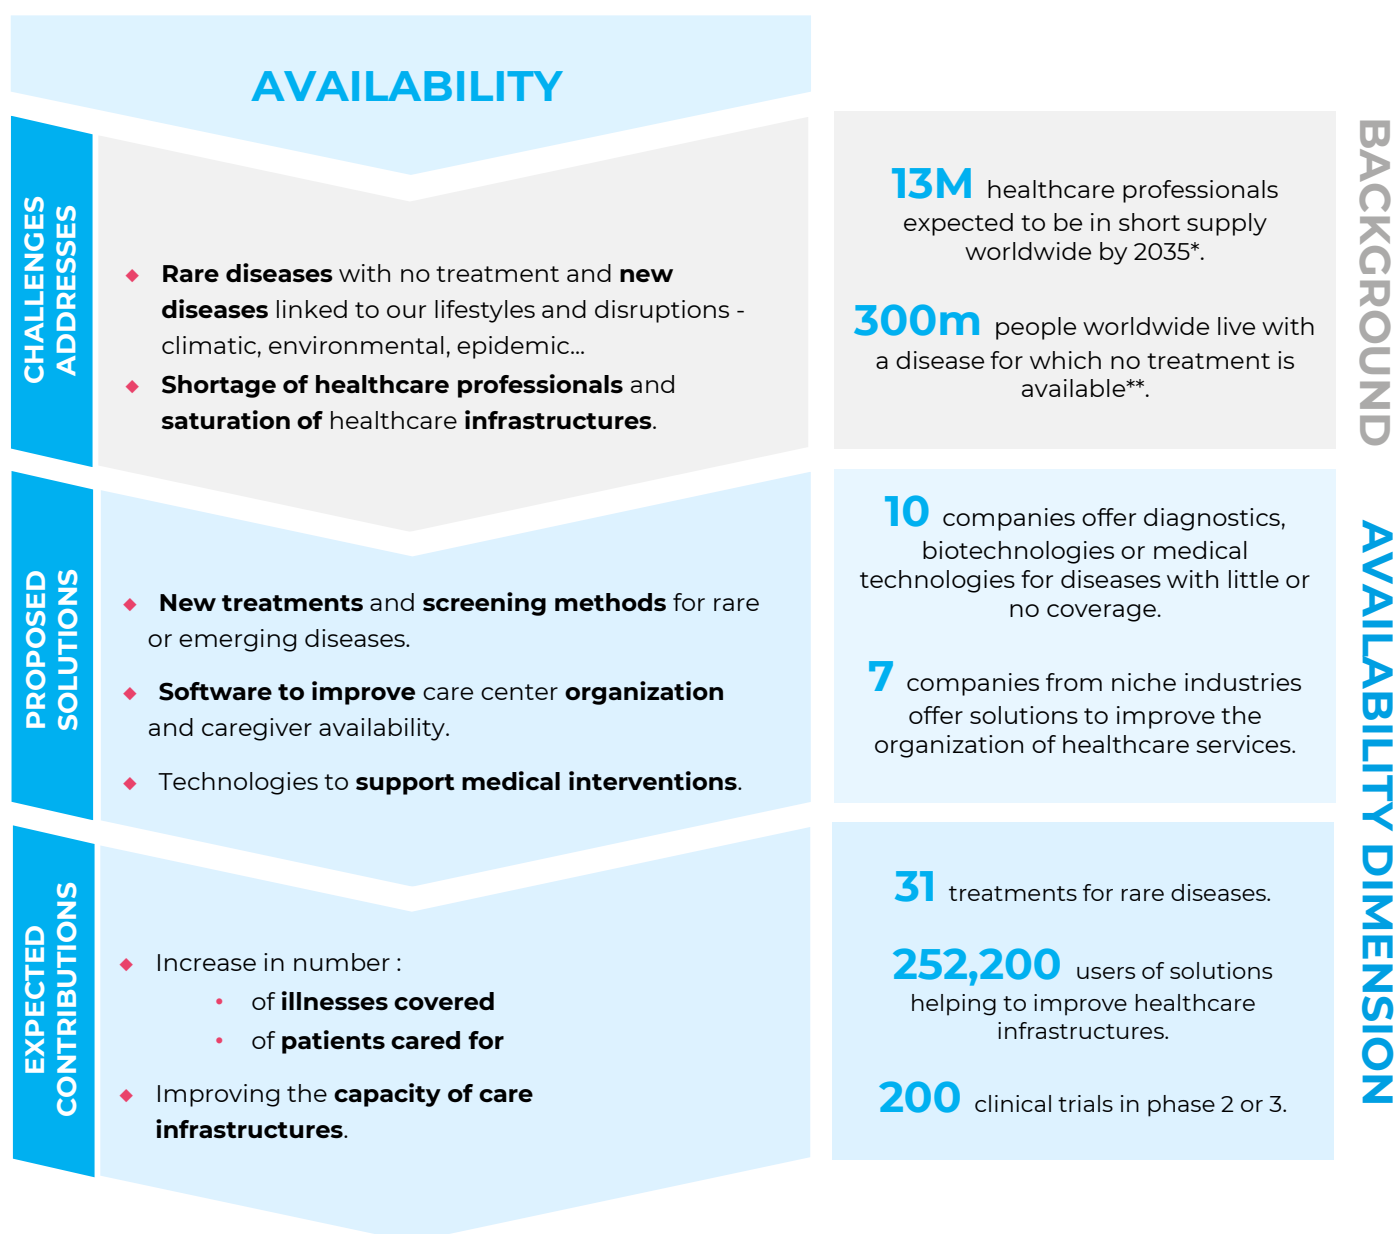 AVAILABILITY
CHALLENGES
ADDRESSES
Rare diseases with no treatment and new
diseases linked to our lifestyles and disruptions -
climatic, environmental, epidemic...
Shortage of healthcare professionals and
saturation of healthcare infrastructures.
13M healthcare professionals
expected to be in short supply
worldwide by 2035*.
300m people worldwide live with
a disease for which no treatment is
available**.
BACKGROUND
PROPOSED
SOLUTIONS
New treatments and screening methods for rare
or emerging diseases.
Software to improve care center organization
and caregiver availability.
Technologies to support medical interventions.
10 companies offer diagnostics,
biotechnologies or medical
technologies for diseases with little or
no coverage.
7 companies from niche industries
offer solutions to improve the
organization of healthcare services.
AVAILABILITY DIMENSION
EXPECTED
CONTRIBUTIONS
Increase in number :
of illnesses covered
of patients cared for
Improving the capacity of care
infrastructures.
31 treatments for rare diseases.
252,200 users of solutions
helping to improve healthcare
infrastructures.
200 clinical trials in phase 2 or 3.